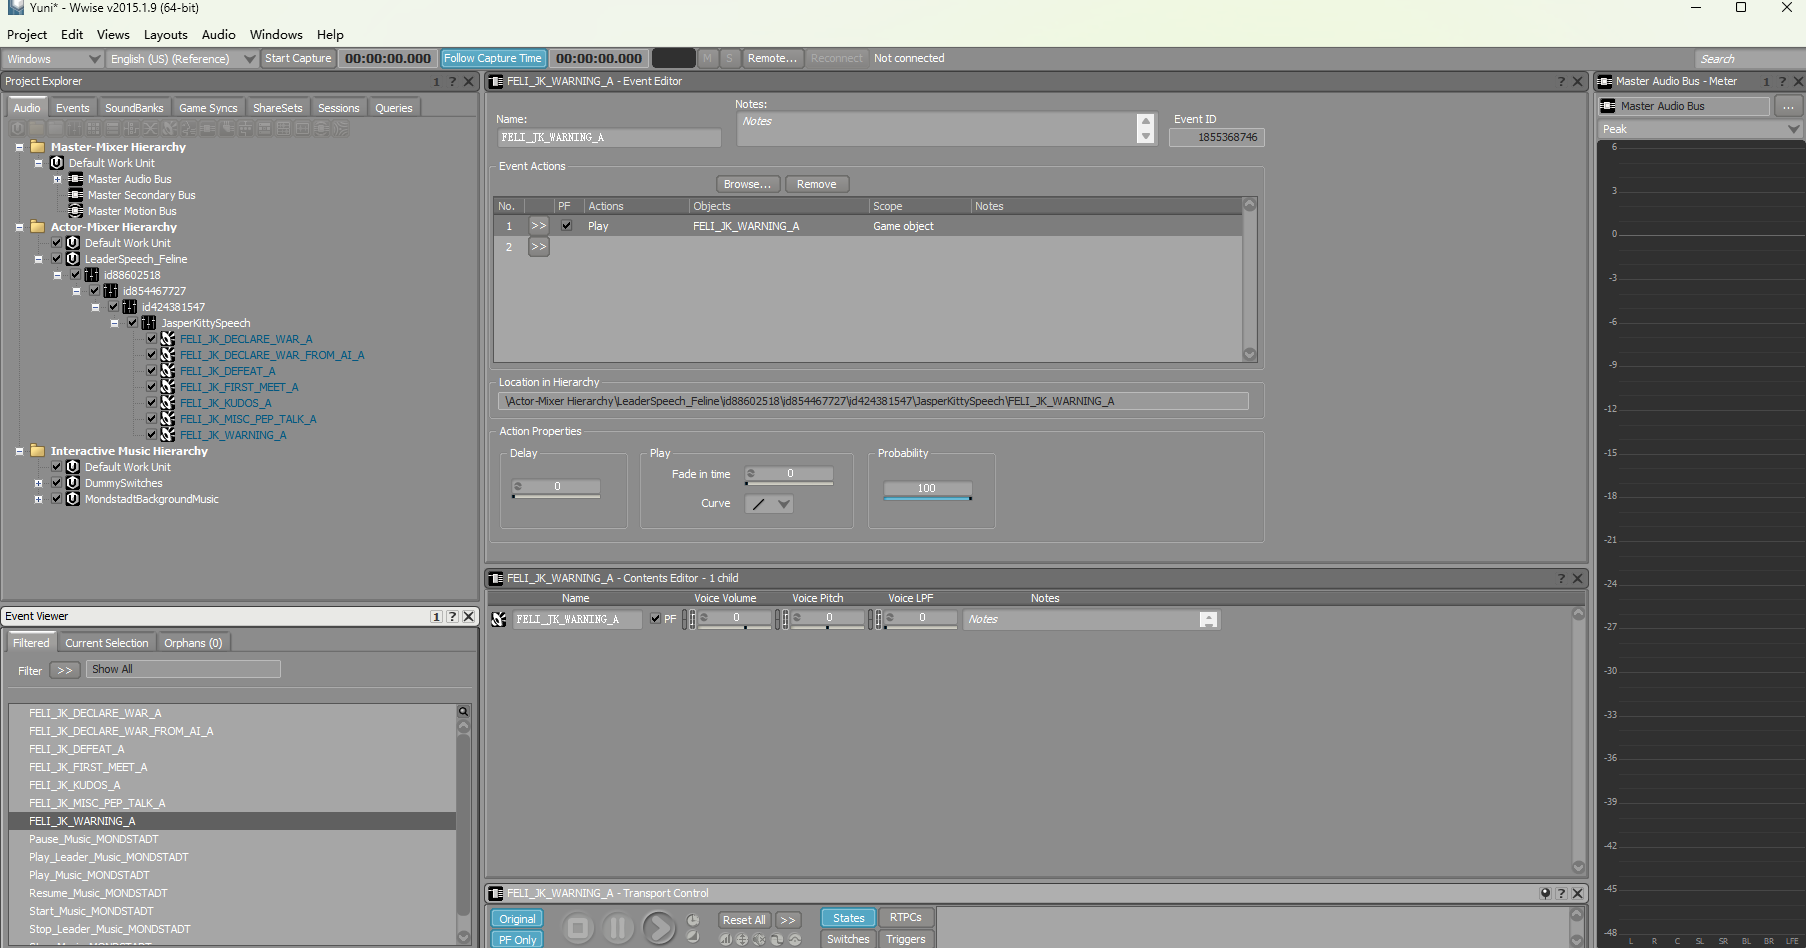 Yuni* - Wwise v2015.1.9 (64-bit)
Project Edit Views Layouts Audio Windows Help
Windows English (US) (Reference) Start Capture 00:00:00.000 Follow Capture Time 00:00:00.000 M S Remote... Reconnect Not connected Search
Project Explorer 1 ?
Audio Events SoundBanks Game Syncs ShareSets Sessions Queries
Master-Mixer Hierarchy
Default Work Unit
Master Audio Bus
Master Secondary Bus
Master Motion Bus
Actor-Mixer Hierarchy
Default Work Unit
LeaderSpeech_Feline
id88602518
id854467727
id424381547
JasperKittySpeech
FELI_JK_DECLARE_WAR_A
FELI_JK_DECLARE_WAR_FROM_AI_A
FELI_JK_DEFEAT_A
FELI_JK_FIRST_MEET_A
FELI_JK_KUDOS_A
FELI_JK_MISC_PEP_TALK_A
FELI_JK_WARNING_A
Interactive Music Hierarchy
Default Work Unit
DummySwitches
MondstadtBackgroundMusic
Event Viewer 1 ?
Filtered Current Selection Orphans (0)
Filter >> Show All
FELI_JK_DECLARE_WAR_A
FELI_JK_DECLARE_WAR_FROM_AI_A
FELI_JK_DEFEAT_A
FELI_JK_FIRST_MEET_A
FELI_JK_KUDOS_A
FELI_JK_MISC_PEP_TALK_A
FELI_JK_WARNING_A
Pause_Music_MONDSTADT
Play_Leader_Music_MONDSTADT
Play_Music_MONDSTADT
Resume_Music_MONDSTADT
Start_Music_MONDSTADT
Stop_Leader_Music_MONDSTADT
FELI_JK_WARNING_A - Event Editor ?
Name: Notes: Event ID
FELI_JK_WARNING_A Notes 1855368746
Event Actions
Browse... Remove
No. PF Actions Objects Scope Notes
1 >> Play FELI_JK_WARNING_A Game object
2 >>
Location in Hierarchy
\Actor-Mixer Hierarchy\LeaderSpeech_Feline\id88602518\id854467727\id424381547\JasperKittySpeech\FELI_JK_WARNING_A
Action Properties
Delay Play Probability
0 Fade in time 0 100
Curve
FELI_JK_WARNING_A - Contents Editor - 1 child ?
Name Voice Volume Voice Pitch Voice LPF Notes
FELI_JK_WARNING_A PF 0 0 0 Notes
FELI_JK_WARNING_A - Transport Control ?
Original Reset All >> States RTPCs
PF Only Switches Triggers
Master Audio Bus - Meter 1 ?
Master Audio Bus ...
Peak
6
3
0
-3
-6
-9
-12
-15
-18
-21
-24
-27
-30
-33
-36
-39
-42
-45
-48
L R C SL SR BL BR LFE